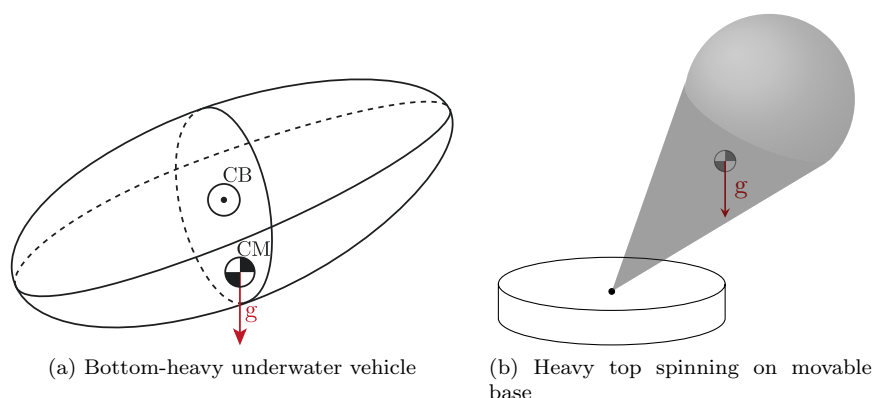 CB
CM
g
g
(a) Bottom-heavy underwater vehicle
(b) Heavy top spinning on movable
base